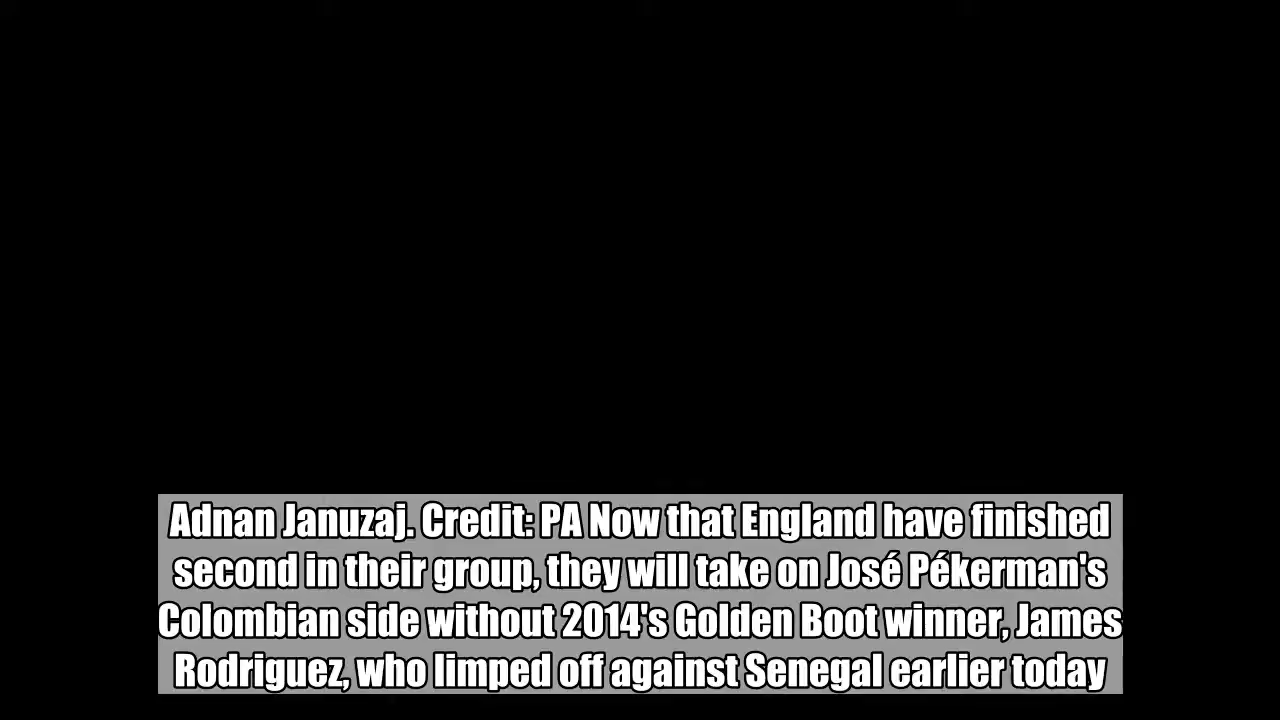 Adnan Januzaj. Credit: PA Now that England have finished
second in their group, they will take on José Pékerman's
Colombian side without 2014's Golden Boot winner, James
Rodriguez, who limped off against Senegal earlier today